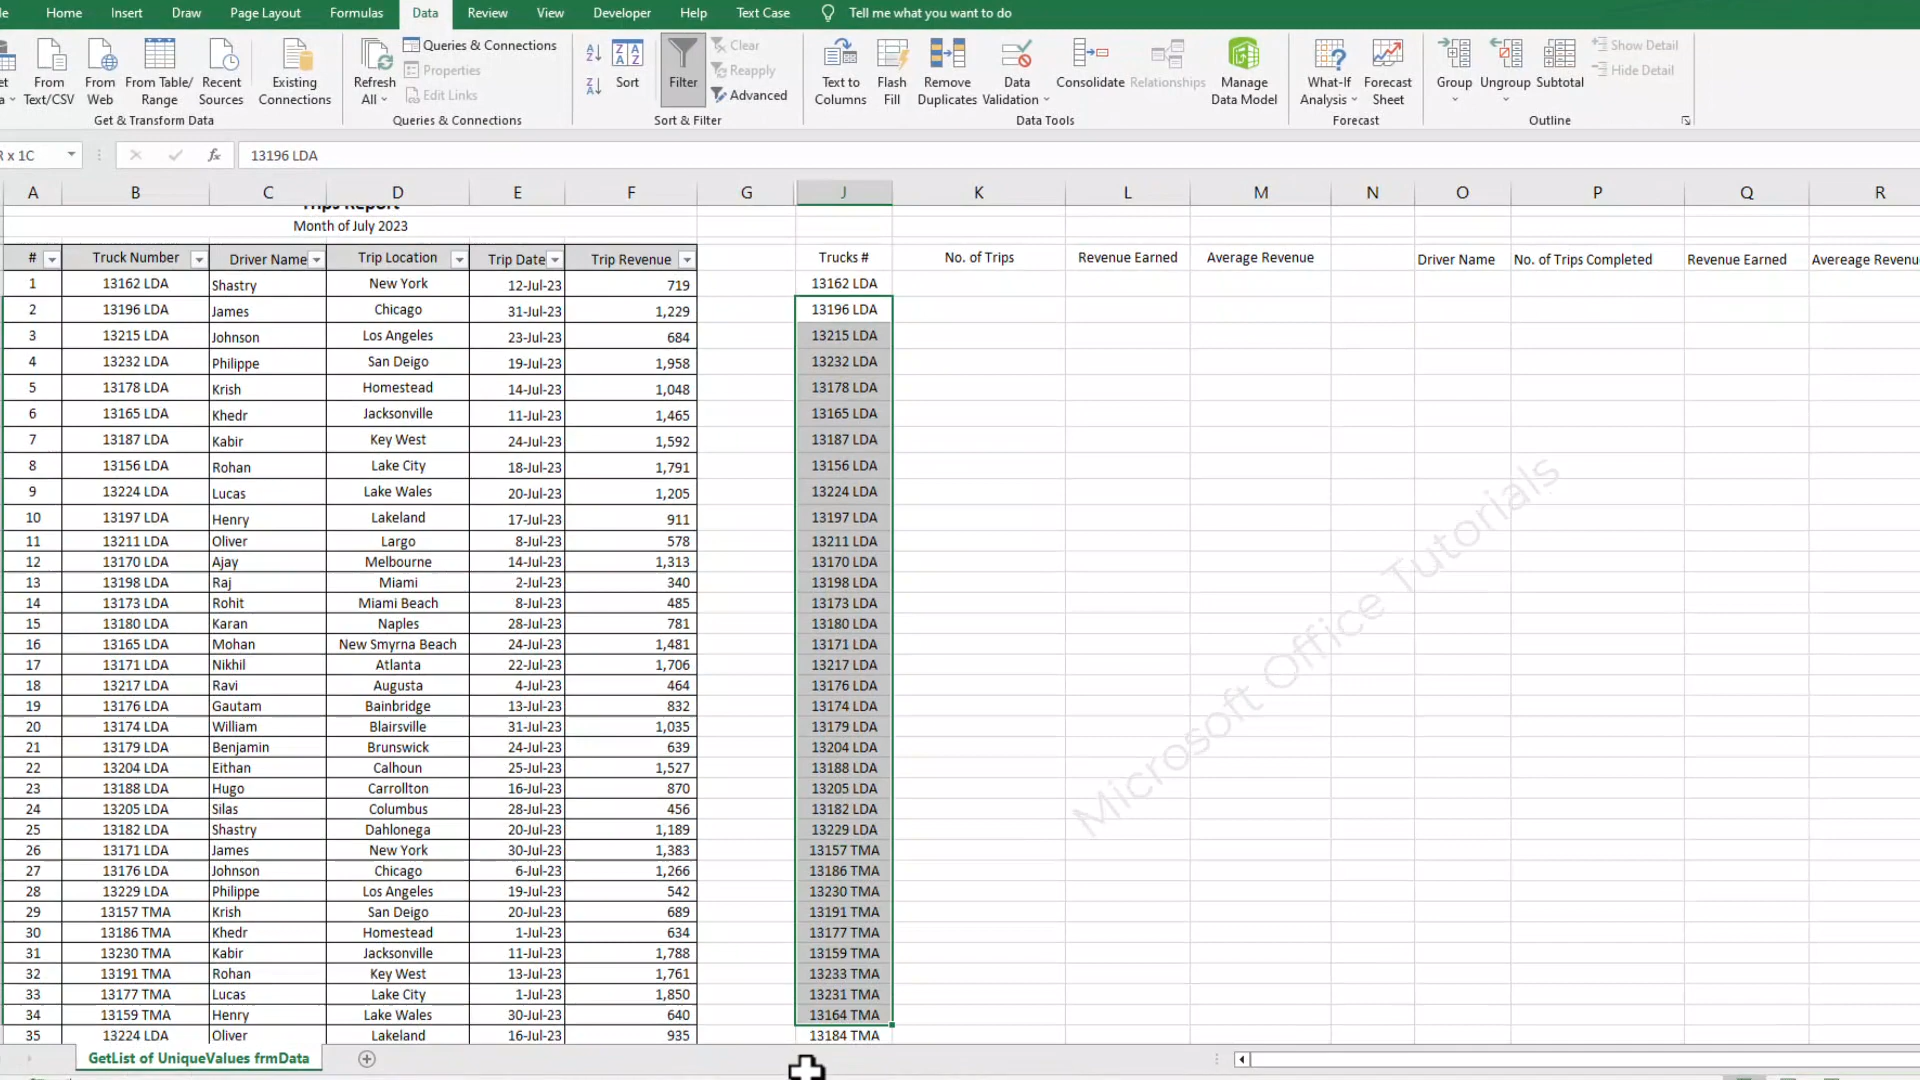 Home Insert Draw Page Layout Formulas Data Review View Developer Help Text Case Tell me what you want to do
From Text/CSV From Web From Table/ Range Recent Sources Existing Connections Refresh All Queries & Connections Properties Edit Links Sort Filter Clear Reapply Advanced Text to Columns Flash Fill Remove Duplicates Data Validation Consolidate Relationships Manage Data Model What-If Analysis Forecast Sheet Group Ungroup Subtotal Show Detail Hide Detail
Get & Transform Data Queries & Connections Sort & Filter Data Tools Forecast Outline
R x 1C fx 13196 LDA
A B C D E F G J K L M N O P Q R
Trips Report
Month of July 2023
# Truck Number Driver Name Trip Location Trip Date Trip Revenue Trucks # No. of Trips Revenue Earned Average Revenue Driver Name No. of Trips Completed Revenue Earned Avereage Revenu
1 13162 LDA Shastry New York 12-Jul-23 719 13162 LDA
2 13196 LDA James Chicago 31-Jul-23 1,229 13196 LDA
3 13215 LDA Johnson Los Angeles 23-Jul-23 684 13215 LDA
4 13232 LDA Philippe San Deigo 19-Jul-23 1,958 13232 LDA
5 13178 LDA Krish Homestead 14-Jul-23 1,048 13178 LDA
6 13165 LDA Khedr Jacksonville 11-Jul-23 1,465 13165 LDA
7 13187 LDA Kabir Key West 24-Jul-23 1,592 13187 LDA
8 13156 LDA Rohan Lake City 18-Jul-23 1,791 13156 LDA
9 13224 LDA Lucas Lake Wales 20-Jul-23 1,205 13224 LDA
10 13197 LDA Henry Lakeland 17-Jul-23 911 13197 LDA
11 13211 LDA Oliver Largo 8-Jul-23 578 13211 LDA
12 13170 LDA Ajay Melbourne 14-Jul-23 1,313 13170 LDA
13 13198 LDA Raj Miami 2-Jul-23 340 13198 LDA
14 13173 LDA Rohit Miami Beach 8-Jul-23 485 13173 LDA
15 13180 LDA Karan Naples 28-Jul-23 781 13180 LDA
16 13165 LDA Mohan New Smyrna Beach 24-Jul-23 1,481 13171 LDA
17 13171 LDA Nikhil Atlanta 22-Jul-23 1,706 13217 LDA
18 13217 LDA Ravi Augusta 4-Jul-23 464 13176 LDA
19 13176 LDA Gautam Bainbridge 13-Jul-23 832 13174 LDA
20 13174 LDA William Blairsville 31-Jul-23 1,035 13179 LDA
21 13179 LDA Benjamin Brunswick 24-Jul-23 639 13204 LDA
22 13204 LDA Eithan Calhoun 25-Jul-23 1,527 13188 LDA
23 13188 LDA Hugo Carrollton 16-Jul-23 870 13205 LDA
24 13205 LDA Silas Columbus 28-Jul-23 456 13182 LDA
25 13182 LDA Shastry Dahlonega 20-Jul-23 1,189 13229 LDA
26 13171 LDA James New York 30-Jul-23 1,383 13157 TMA
27 13176 LDA Johnson Chicago 6-Jul-23 1,266 13186 TMA
28 13229 LDA Philippe Los Angeles 19-Jul-23 542 13230 TMA
29 13157 TMA Krish San Deigo 20-Jul-23 689 13191 TMA
30 13186 TMA Khedr Homestead 1-Jul-23 634 13177 TMA
31 13230 TMA Kabir Jacksonville 11-Jul-23 1,788 13159 TMA
32 13191 TMA Rohan Key West 13-Jul-23 1,761 13233 TMA
33 13177 TMA Lucas Lake City 1-Jul-23 1,850 13231 TMA
34 13159 TMA Henry Lake Wales 30-Jul-23 640 13164 TMA
35 13224 LDA Oliver Lakeland 16-Jul-23 935 13184 TMA
Microsoft Office Tutorials
GetList of UniqueValues frmData